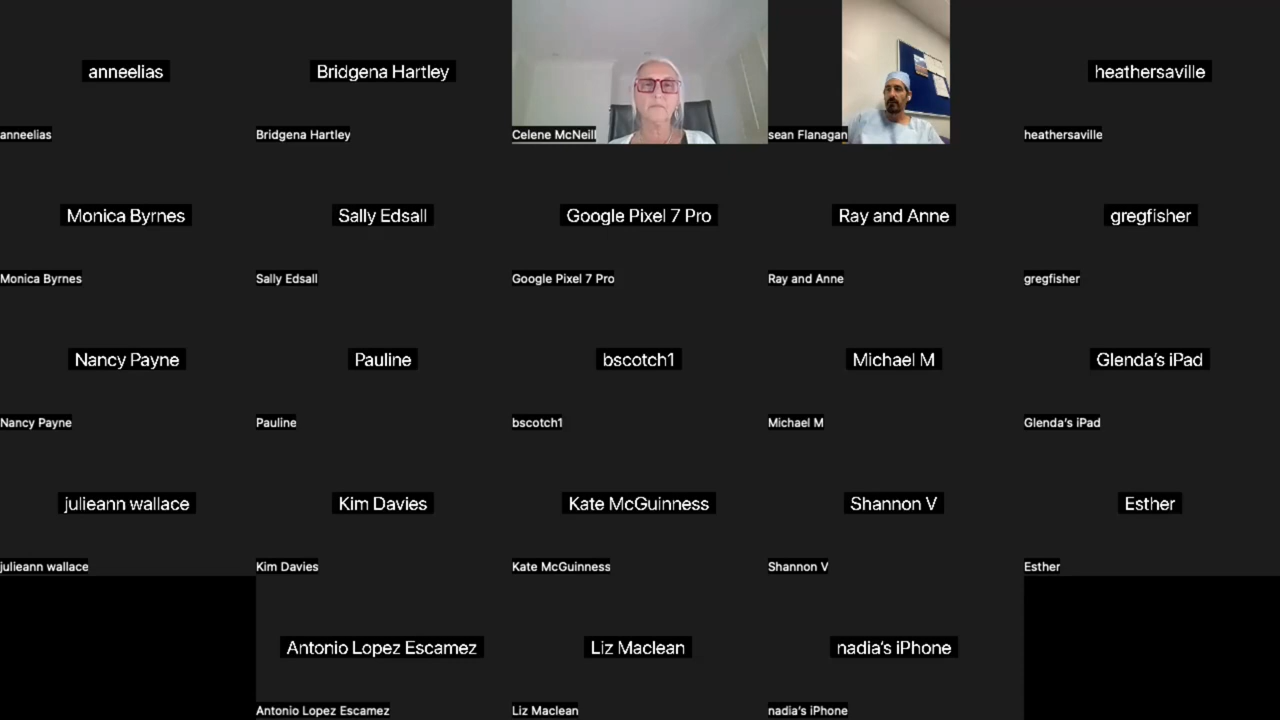 anneelias
Bridgena Hartley
heathersaville
anneelias
Bridgena Hartley
Celene McNeill
sean Flanagan
heathersaville
Monica Byrnes
Sally Edsall
Google Pixel 7 Pro
Ray and Anne
gregfisher
Monica Byrnes
Sally Edsall
Google Pixel 7 Pro
Ray and Anne
gregfisher
Nancy Payne
Pauline
bscotch1
Michael M
Glenda's iPad
Nancy Payne
Pauline
bscotch1
Michael M
Glenda's iPad
julieann wallace
Kim Davies
Kate McGuinness
Shannon V
Esther
julieann wallace
Kim Davies
Kate McGuinness
Shannon V
Esther
Antonio Lopez Escamez
Liz Maclean
nadia's iPhone
Antonio Lopez Escamez
Liz Maclean
nadia's iPhone